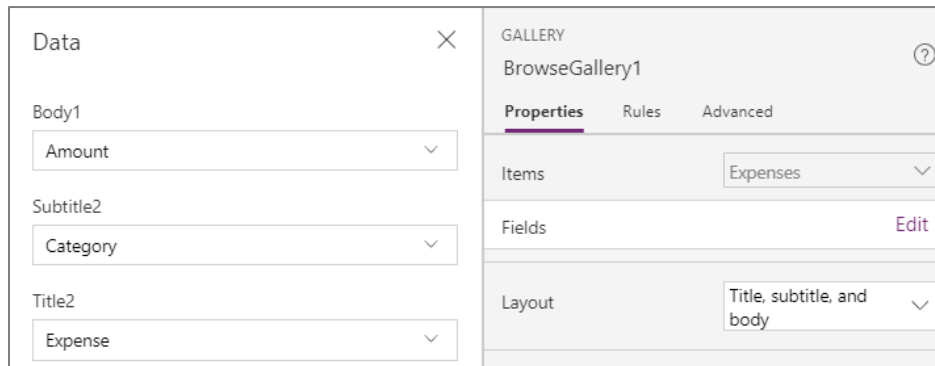 Data
Body1
Amount
Subtitle2
Category
Title2
Expense
GALLERY
BrowseGallery1
?
Properties Rules Advanced
Items Expenses
Fields Edit
Layout Title, subtitle, and
body